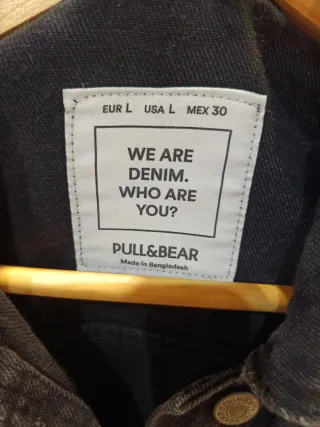 EUR L USA L MEX 30
WE ARE
DENIM.
WHO ARE
YOU?
PULL&BEAR
Made in Bangladesh